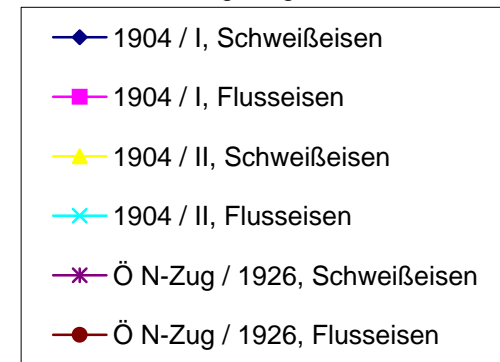 1904 / I, Schweißeisen
1904 / I, Flusseisen
1904 / II, Schweißeisen
1904 / II, Flusseisen
Ö N-Zug / 1926, Schweißeisen
Ö N-Zug / 1926, Flusseisen